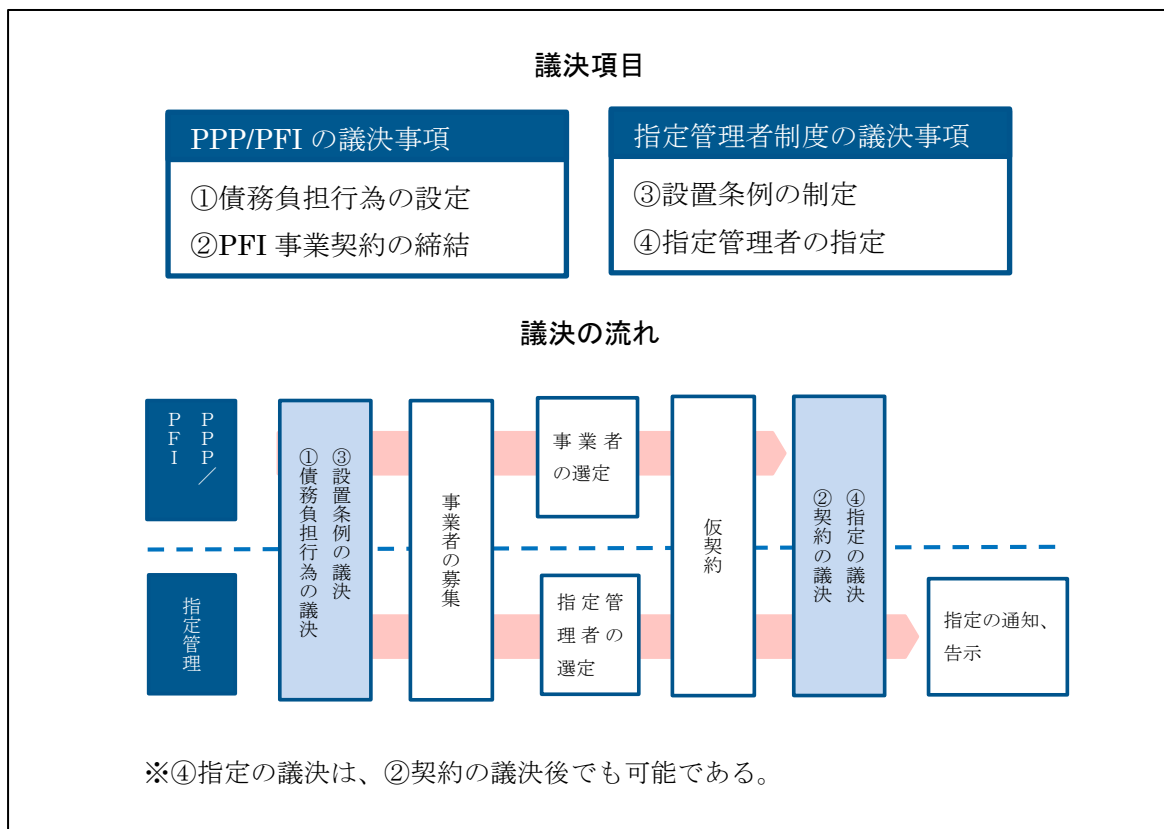 議決項目
PPP/PFI の議決事項
①債務負担行為の設定
②PFI 事業契約の締結
指定管理者制度の議決事項
③設置条例の制定
④指定管理者の指定
議決の流れ
PPP/
PFI
③設置条例の議決
①債務負担行為の議決
事業者の募集
事業者
の選定
仮契約
④指定の議決
②契約の議決
指定管理
指定管
理者の
選定
指定の通知、
告示
※④指定の議決は、②契約の議決後でも可能である。